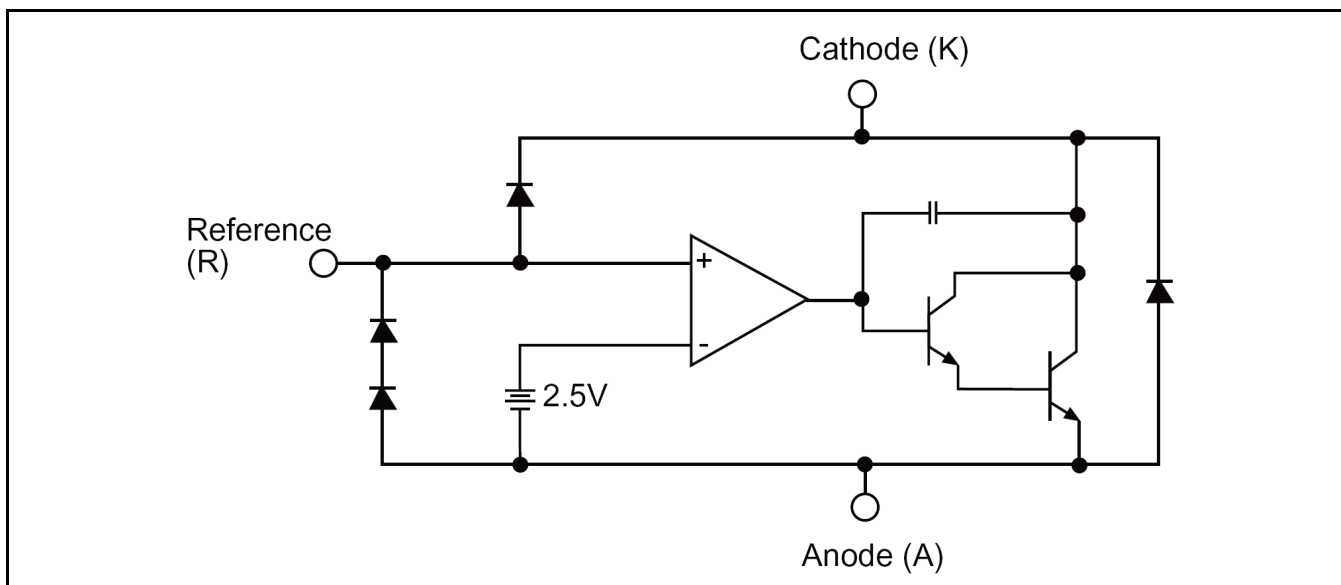 Cathode (K)
Reference
(R)
+
-
2.5V
Anode (A)